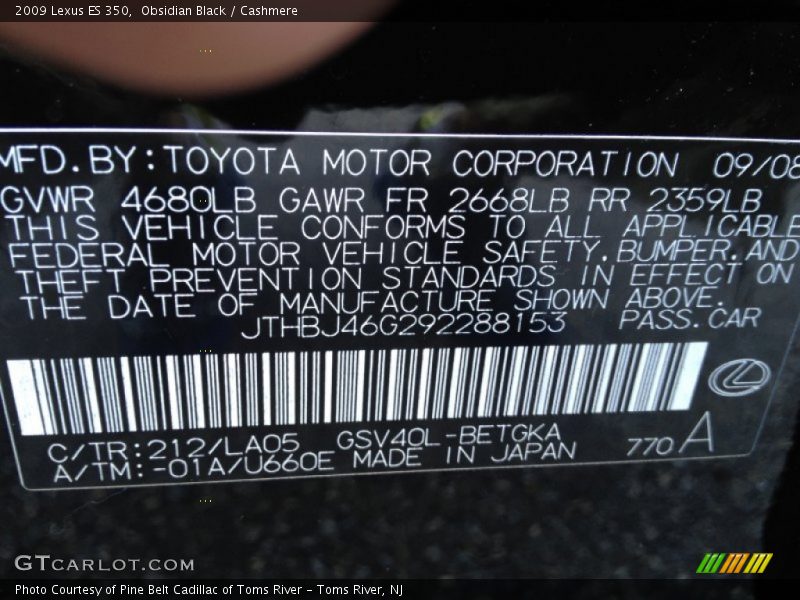 2009 Lexus ES 350,  Obsidian Black / Cashmere
MFD.BY:TOYOTA MOTOR CORPORATION 09/08
GVWR 4680LB GAWR FR 2668LB RR 2359LB
THIS VEHICLE CONFORMS TO ALL APPLICABLE
FEDERAL MOTOR VEHICLE SAFETY.BUMPER.AND
THEFT PREVENTION STANDARDS IN EFFECT ON
THE DATE OF MANUFACTURE SHOWN ABOVE.
JTHBJ46G292288153 PASS.CAR
C/TR:212/LA05 GSV40L-BETGKA
A/TM:-01A/U660E MADE IN JAPAN 770A
GTCARLOT.COM
Photo Courtesy of Pine Belt Cadillac of Toms River - Toms River, NJ